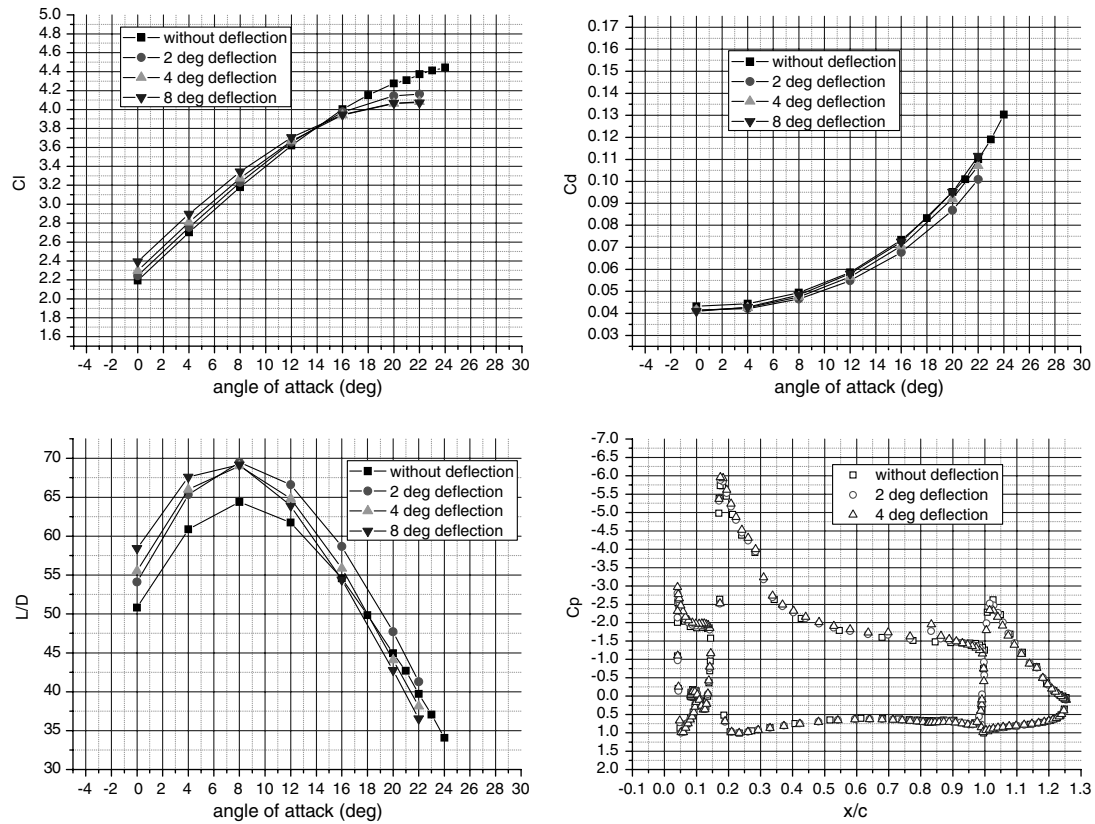 Cl
5.0
4.8
4.6
4.4
4.2
4.0
3.8
3.6
3.4
3.2
3.0
2.8
2.6
2.4
2.2
2.0
1.8
1.6
without deflection
2 deg deflection
4 deg deflection
8 deg deflection
-4 -2 0 2 4 6 8 10 12 14 16 18 20 22 24 26 28 30
angle of attack (deg)
Cd
0.17
0.16
0.15
0.14
0.13
0.12
0.11
0.10
0.09
0.08
0.07
0.06
0.05
0.04
0.03
without deflection
2 deg deflection
4 deg deflection
8 deg deflection
-4 -2 0 2 4 6 8 10 12 14 16 18 20 22 24 26 28 30
angle of attack (deg)
L/D
70
65
60
55
50
45
40
35
30
without deflection
2 deg deflection
4 deg deflection
8 deg deflection
-4 -2 0 2 4 6 8 10 12 14 16 18 20 22 24 26 28 30
angle of attack (deg)
Cp
-7.0
-6.5
-6.0
-5.5
-5.0
-4.5
-4.0
-3.5
-3.0
-2.5
-2.0
-1.5
-1.0
-0.5
0.0
0.5
1.0
1.5
2.0
without deflection
2 deg deflection
4 deg deflection
-0.1 0.0 0.1 0.2 0.3 0.4 0.5 0.6 0.7 0.8 0.9 1.0 1.1 1.2 1.3
x/c